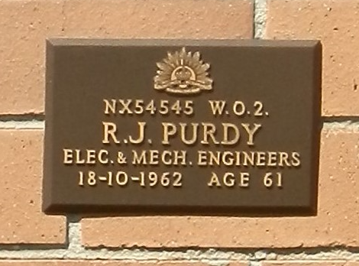 NX54545 W.O.2.
R.J. PURDY
ELEC. & MECH. ENGINEERS
18-10-1962 AGE 61